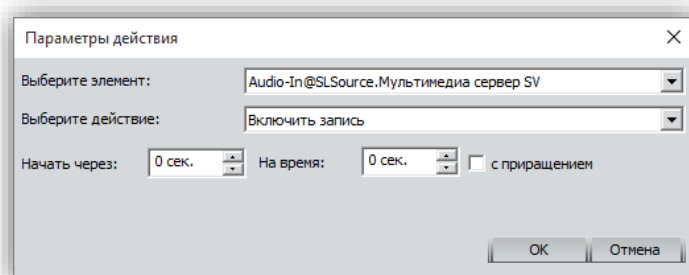 Параметры действия
Выберите элемент: Audio-In@SLSource.Мультимедиа сервер SV
Выберите действие: Включить запись
Начать через: 0 сек. На время: 0 сек. с приращением
ОК Отмена